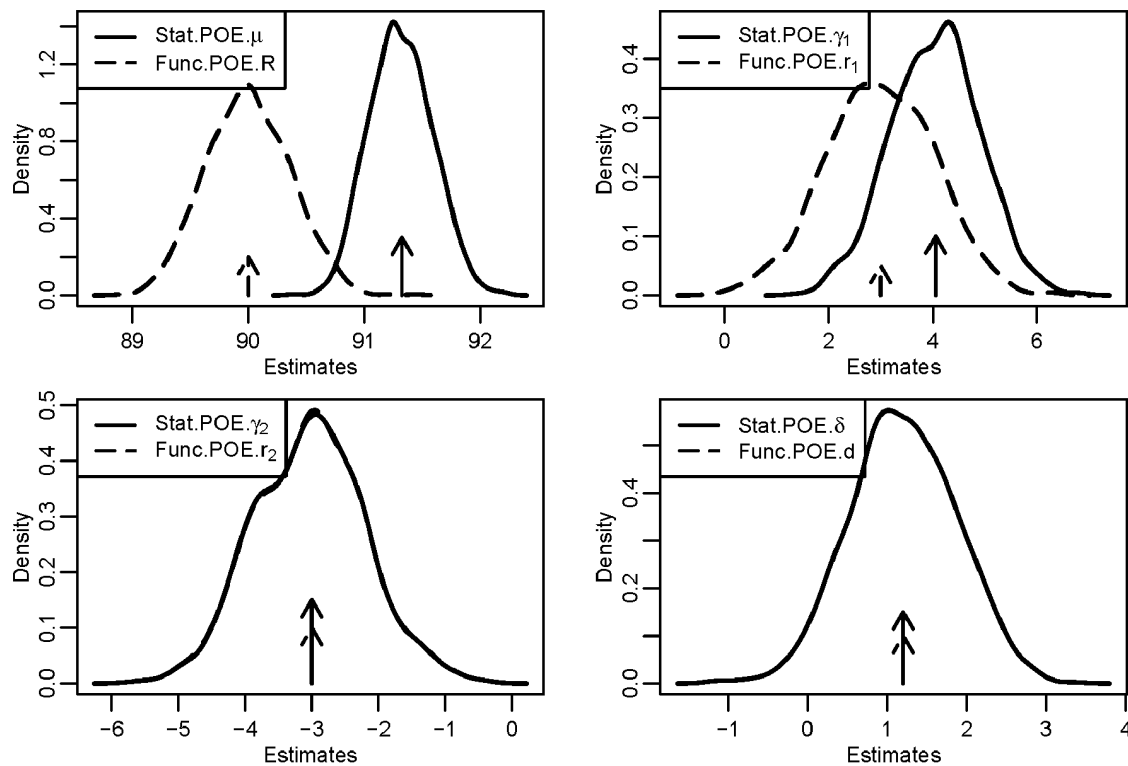 Stat.POE.μ
Func.POE.R
Density
0.0 0.4 0.8 1.2
89 90 91 92
Estimates
Stat.POE.γ₁
Func.POE.r₁
Density
0.0 0.1 0.2 0.3 0.4
0 2 4 6
Estimates
Stat.POE.γ₂
Func.POE.r₂
Density
0.0 0.1 0.2 0.3 0.4 0.5
−6 −5 −4 −3 −2 −1 0
Estimates
Stat.POE.δ
Func.POE.d
Density
0.0 0.2 0.4
−1 0 1 2 3 4
Estimates